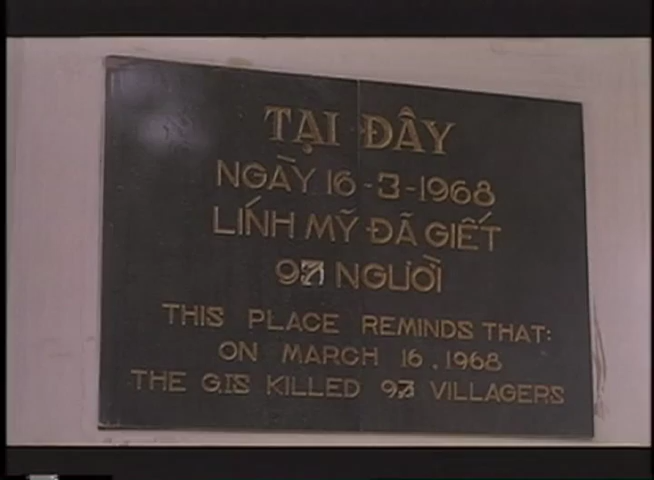 TẠI ĐÂY
NGÀY 16-3-1968
LÍNH MỸ ĐÃ GIẾT
97 NGƯỜI
THIS PLACE REMINDS THAT:
ON MARCH 16, 1968
THE G.IS KILLED 97 VILLAGERS